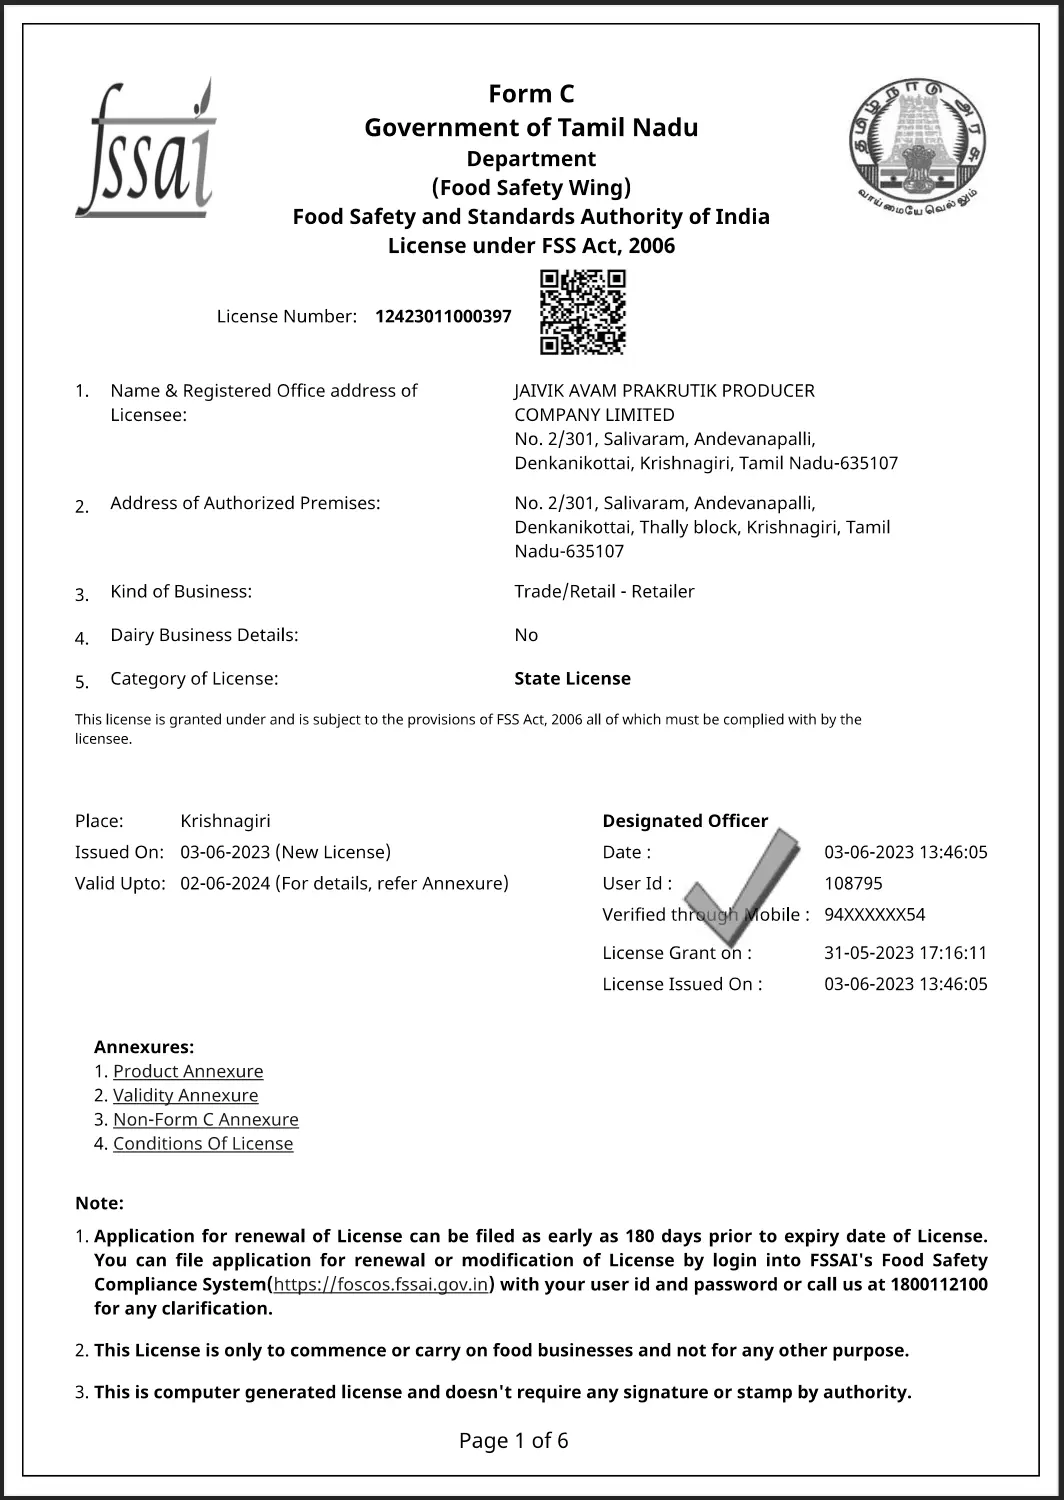 fssai
Form C
Government of Tamil Nadu
Department
(Food Safety Wing)
Food Safety and Standards Authority of India
License under FSS Act, 2006
தமிழ்நாடு அரசு
வாய்மையே வெல்லும்
License Number: 12423011000397
1. Name & Registered Office address of
Licensee:
JAIVIK AVAM PRAKRUTIK PRODUCER
COMPANY LIMITED
No. 2/301, Salivaram, Andevanapalli,
Denkanikottai, Krishnagiri, Tamil Nadu-635107
2. Address of Authorized Premises:
No. 2/301, Salivaram, Andevanapalli,
Denkanikottai, Thally block, Krishnagiri, Tamil
Nadu-635107
3. Kind of Business: Trade/Retail - Retailer
4. Dairy Business Details: No
5. Category of License: State License
This license is granted under and is subject to the provisions of FSS Act, 2006 all of which must be complied with by the
licensee.
Place: Krishnagiri
Issued On: 03-06-2023 (New License)
Valid Upto: 02-06-2024 (For details, refer Annexure)
Designated Officer
Date : 03-06-2023 13:46:05
User Id : 108795
Verified through Mobile : 94XXXXXX54
License Grant on : 31-05-2023 17:16:11
License Issued On : 03-06-2023 13:46:05
Annexures:
1. Product Annexure
2. Validity Annexure
3. Non-Form C Annexure
4. Conditions Of License
Note:
1. Application for renewal of License can be filed as early as 180 days prior to expiry date of License.
You can file application for renewal or modification of License by login into FSSAI's Food Safety
Compliance System(https://foscos.fssai.gov.in) with your user id and password or call us at 1800112100
for any clarification.
2. This License is only to commence or carry on food businesses and not for any other purpose.
3. This is computer generated license and doesn't require any signature or stamp by authority.
Page 1 of 6